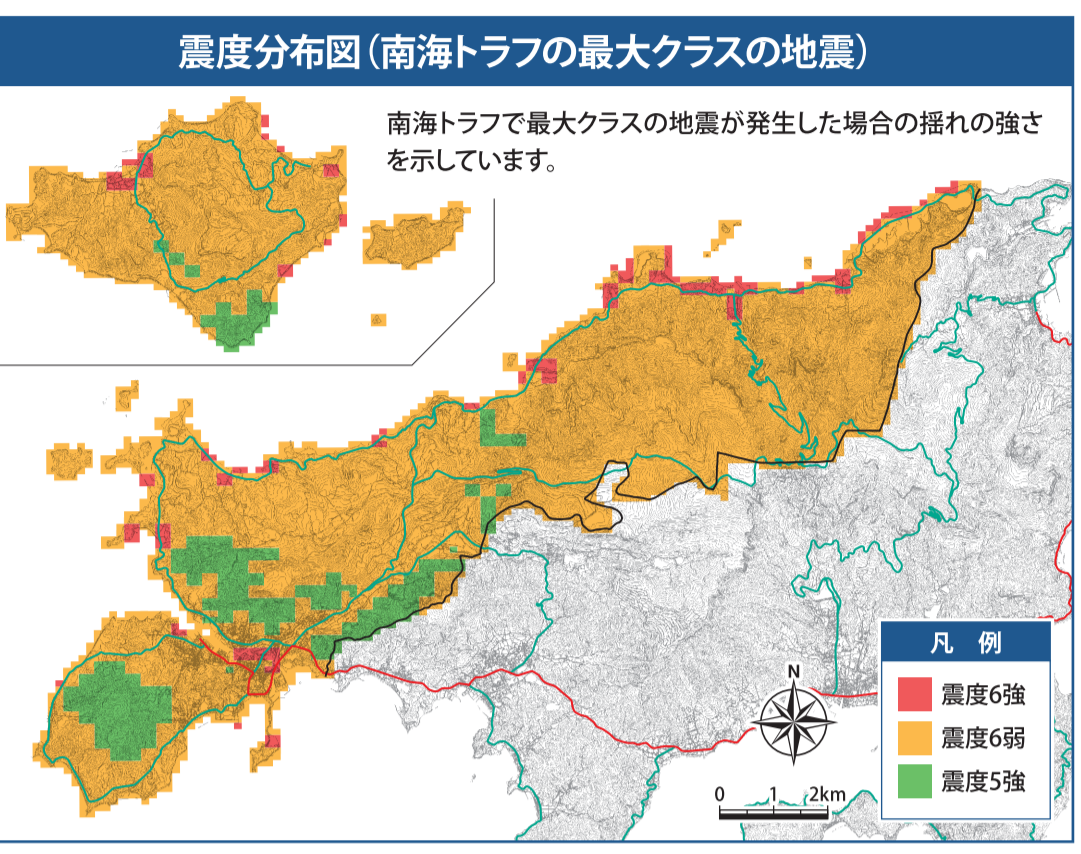 震度分布図（南海トラフの最大クラスの地震）
南海トラフで最大クラスの地震が発生した場合の揺れの強さ
を示しています。
N
0 1 2km
凡 例
震度6強
震度6弱
震度5強